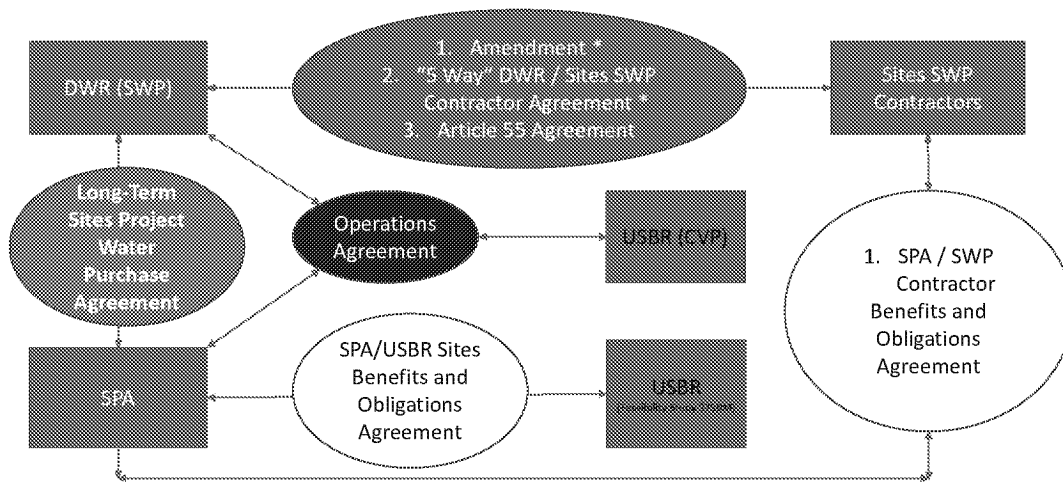 1. Amendment *
2. "5 Way" DWR / Sites SWP
Contractor Agreement *
3. Article 55 Agreement
DWR (SWP)
Sites SWP
Contractors
Long-Term
Sites Project
Water
Purchase
Agreement
Operations
Agreement
USBR (CVP)
1. SPA / SWP
Contractor
Benefits and
Obligations
Agreement
SPA
SPA/USBR Sites
Benefits and
Obligations
Agreement
USBR